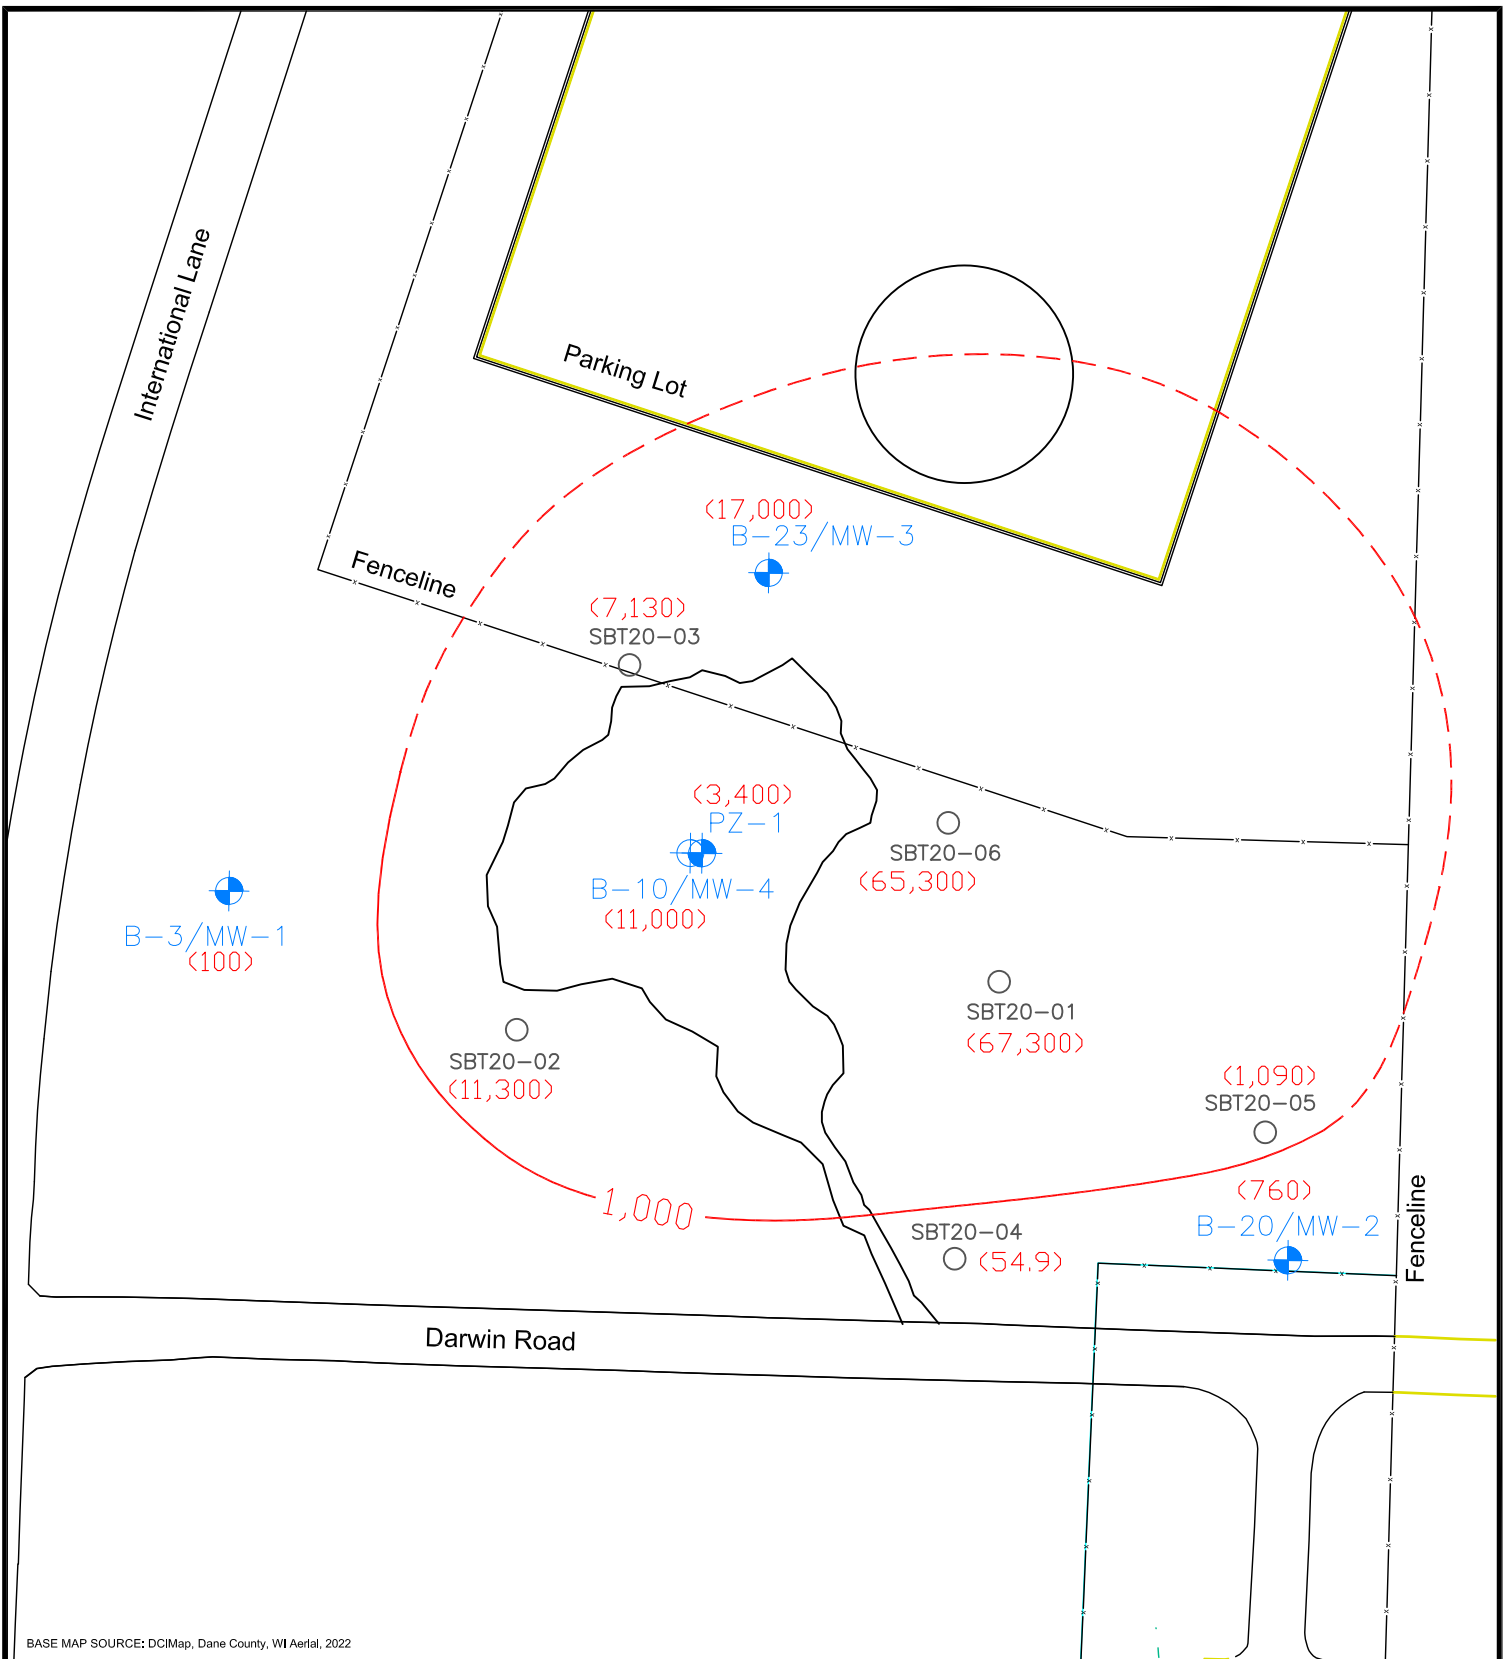 International Lane
Parking Lot
(17,000)
B-23/MW-3
Fenceline
(7,130)
SBT20-03
(3,400)
PZ-1
B-10/MW-4
(11,000)
SBT20-06
(65,300)
B-3/MW-1
(100)
SBT20-01
(67,300)
SBT20-02
(11,300)
(1,090)
SBT20-05
1,000
(760)
B-20/MW-2
SBT20-04
(54.9)
Fenceline
Darwin Road
BASE MAP SOURCE: DCIMap, Dane County, WI Aerial, 2022